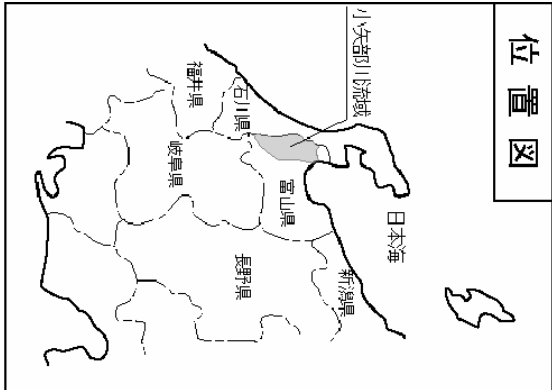 位置図
小矢部川流域
日本海
石川県
福井県
富山県
新潟県
岐阜県
長野県